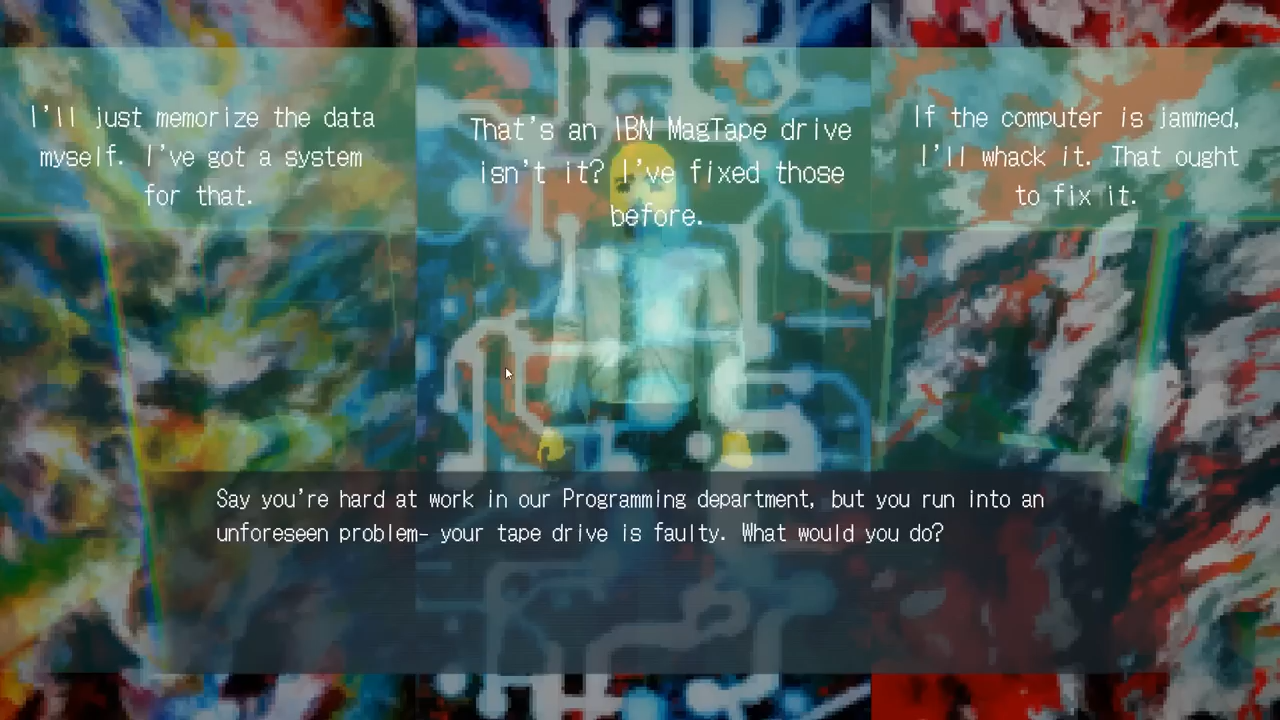 I'll just memorize the data
myself. I've got a system
for that.
That's an IBN MagTape drive
isn't it? I've fixed those
before.
If the computer is jammed,
I'll whack it. That ought
to fix it.
Say you're hard at work in our Programming department, but you run into an
unforeseen problem- your tape drive is faulty. What would you do?